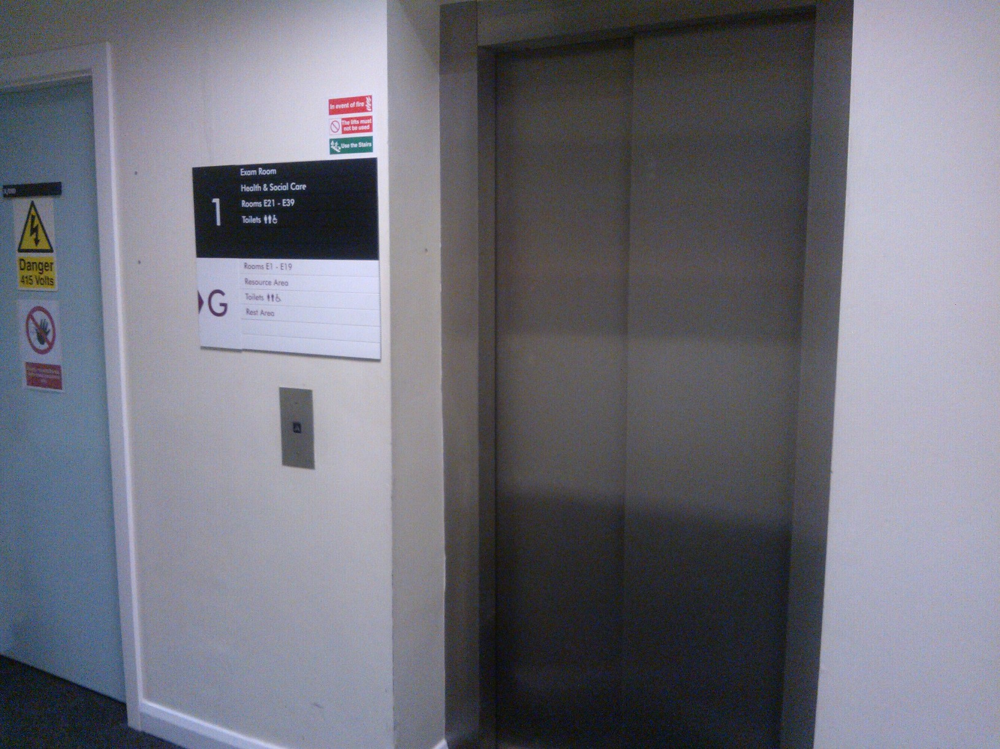 In event of fire
The lifts must
not be used
Use the Stairs
1
Exam Room
Health & Social Care
Rooms E21 - E39
Toilets
G
Rooms E1 - E19
Resource Area
Toilets
Rest Area
Danger
415 Volts